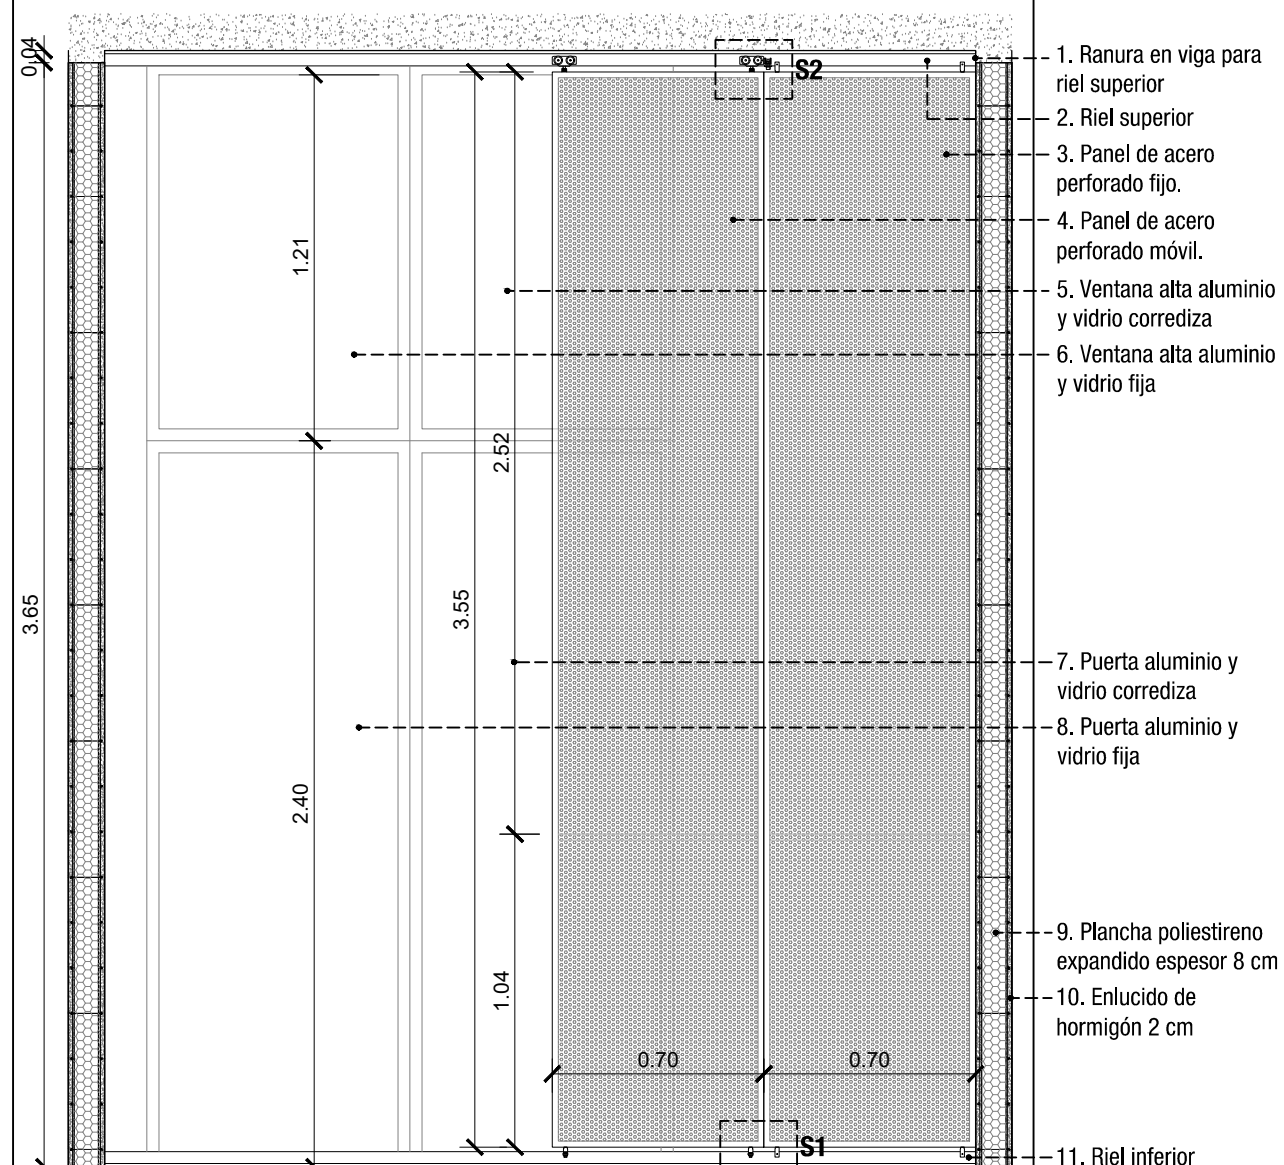 0.04
3.65
1.21
2.40
3.55
2.52
1.04
0.70
0.70
S2
S1
1. Ranura en viga para
riel superior
2. Riel superior
3. Panel de acero
perforado fijo.
4. Panel de acero
perforado móvil.
5. Ventana alta aluminio
y vidrio corrediza
6. Ventana alta aluminio
y vidrio fija
7. Puerta aluminio y
vidrio corrediza
8. Puerta aluminio y
vidrio fija
9. Plancha poliestireno
expandido espesor 8 cm
10. Enlucido de
hormigón 2 cm
11. Riel inferior